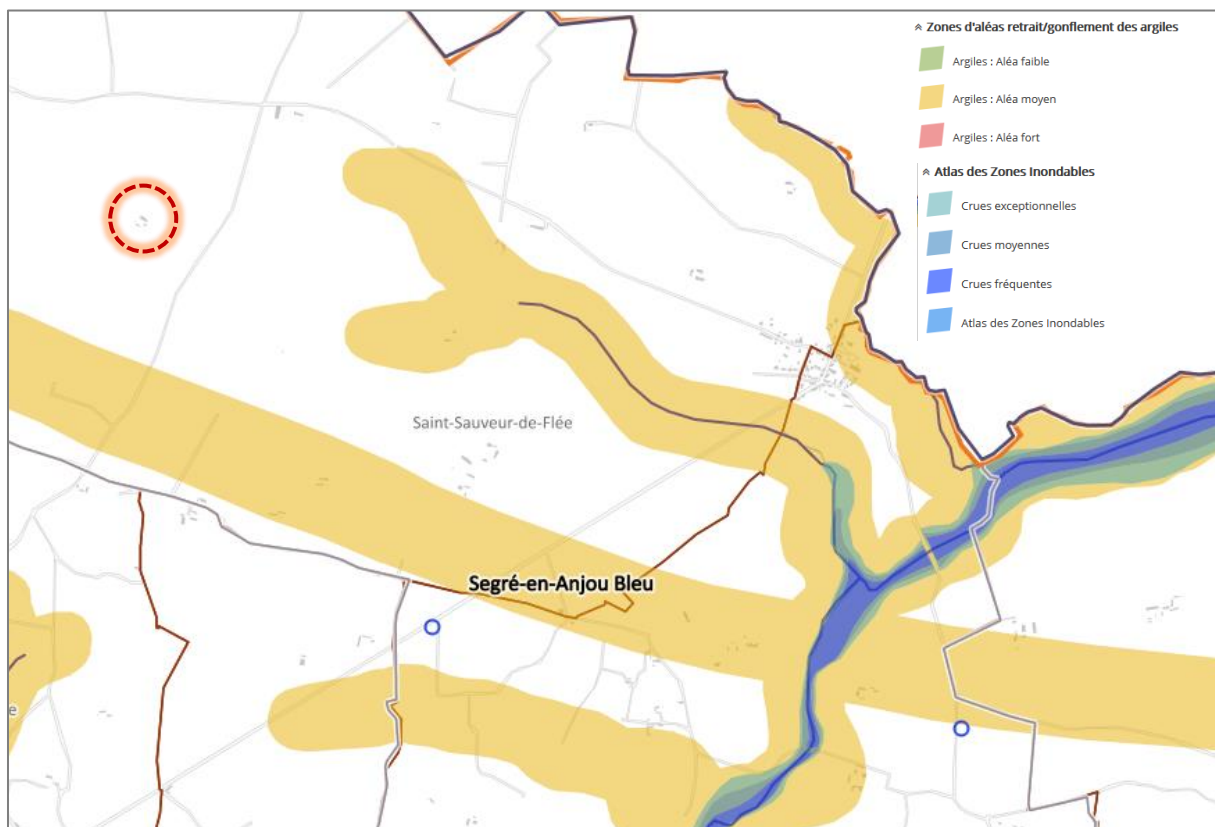 Zones d'aléas retrait/gonflement des argiles
Argiles : Aléa faible
Argiles : Aléa moyen
Argiles : Aléa fort
Atlas des Zones Inondables
Crues exceptionnelles
Crues moyennes
Crues fréquentes
Atlas des Zones Inondables
Saint-Sauveur-de-Flée
Segré-en-Anjou Bleu
e